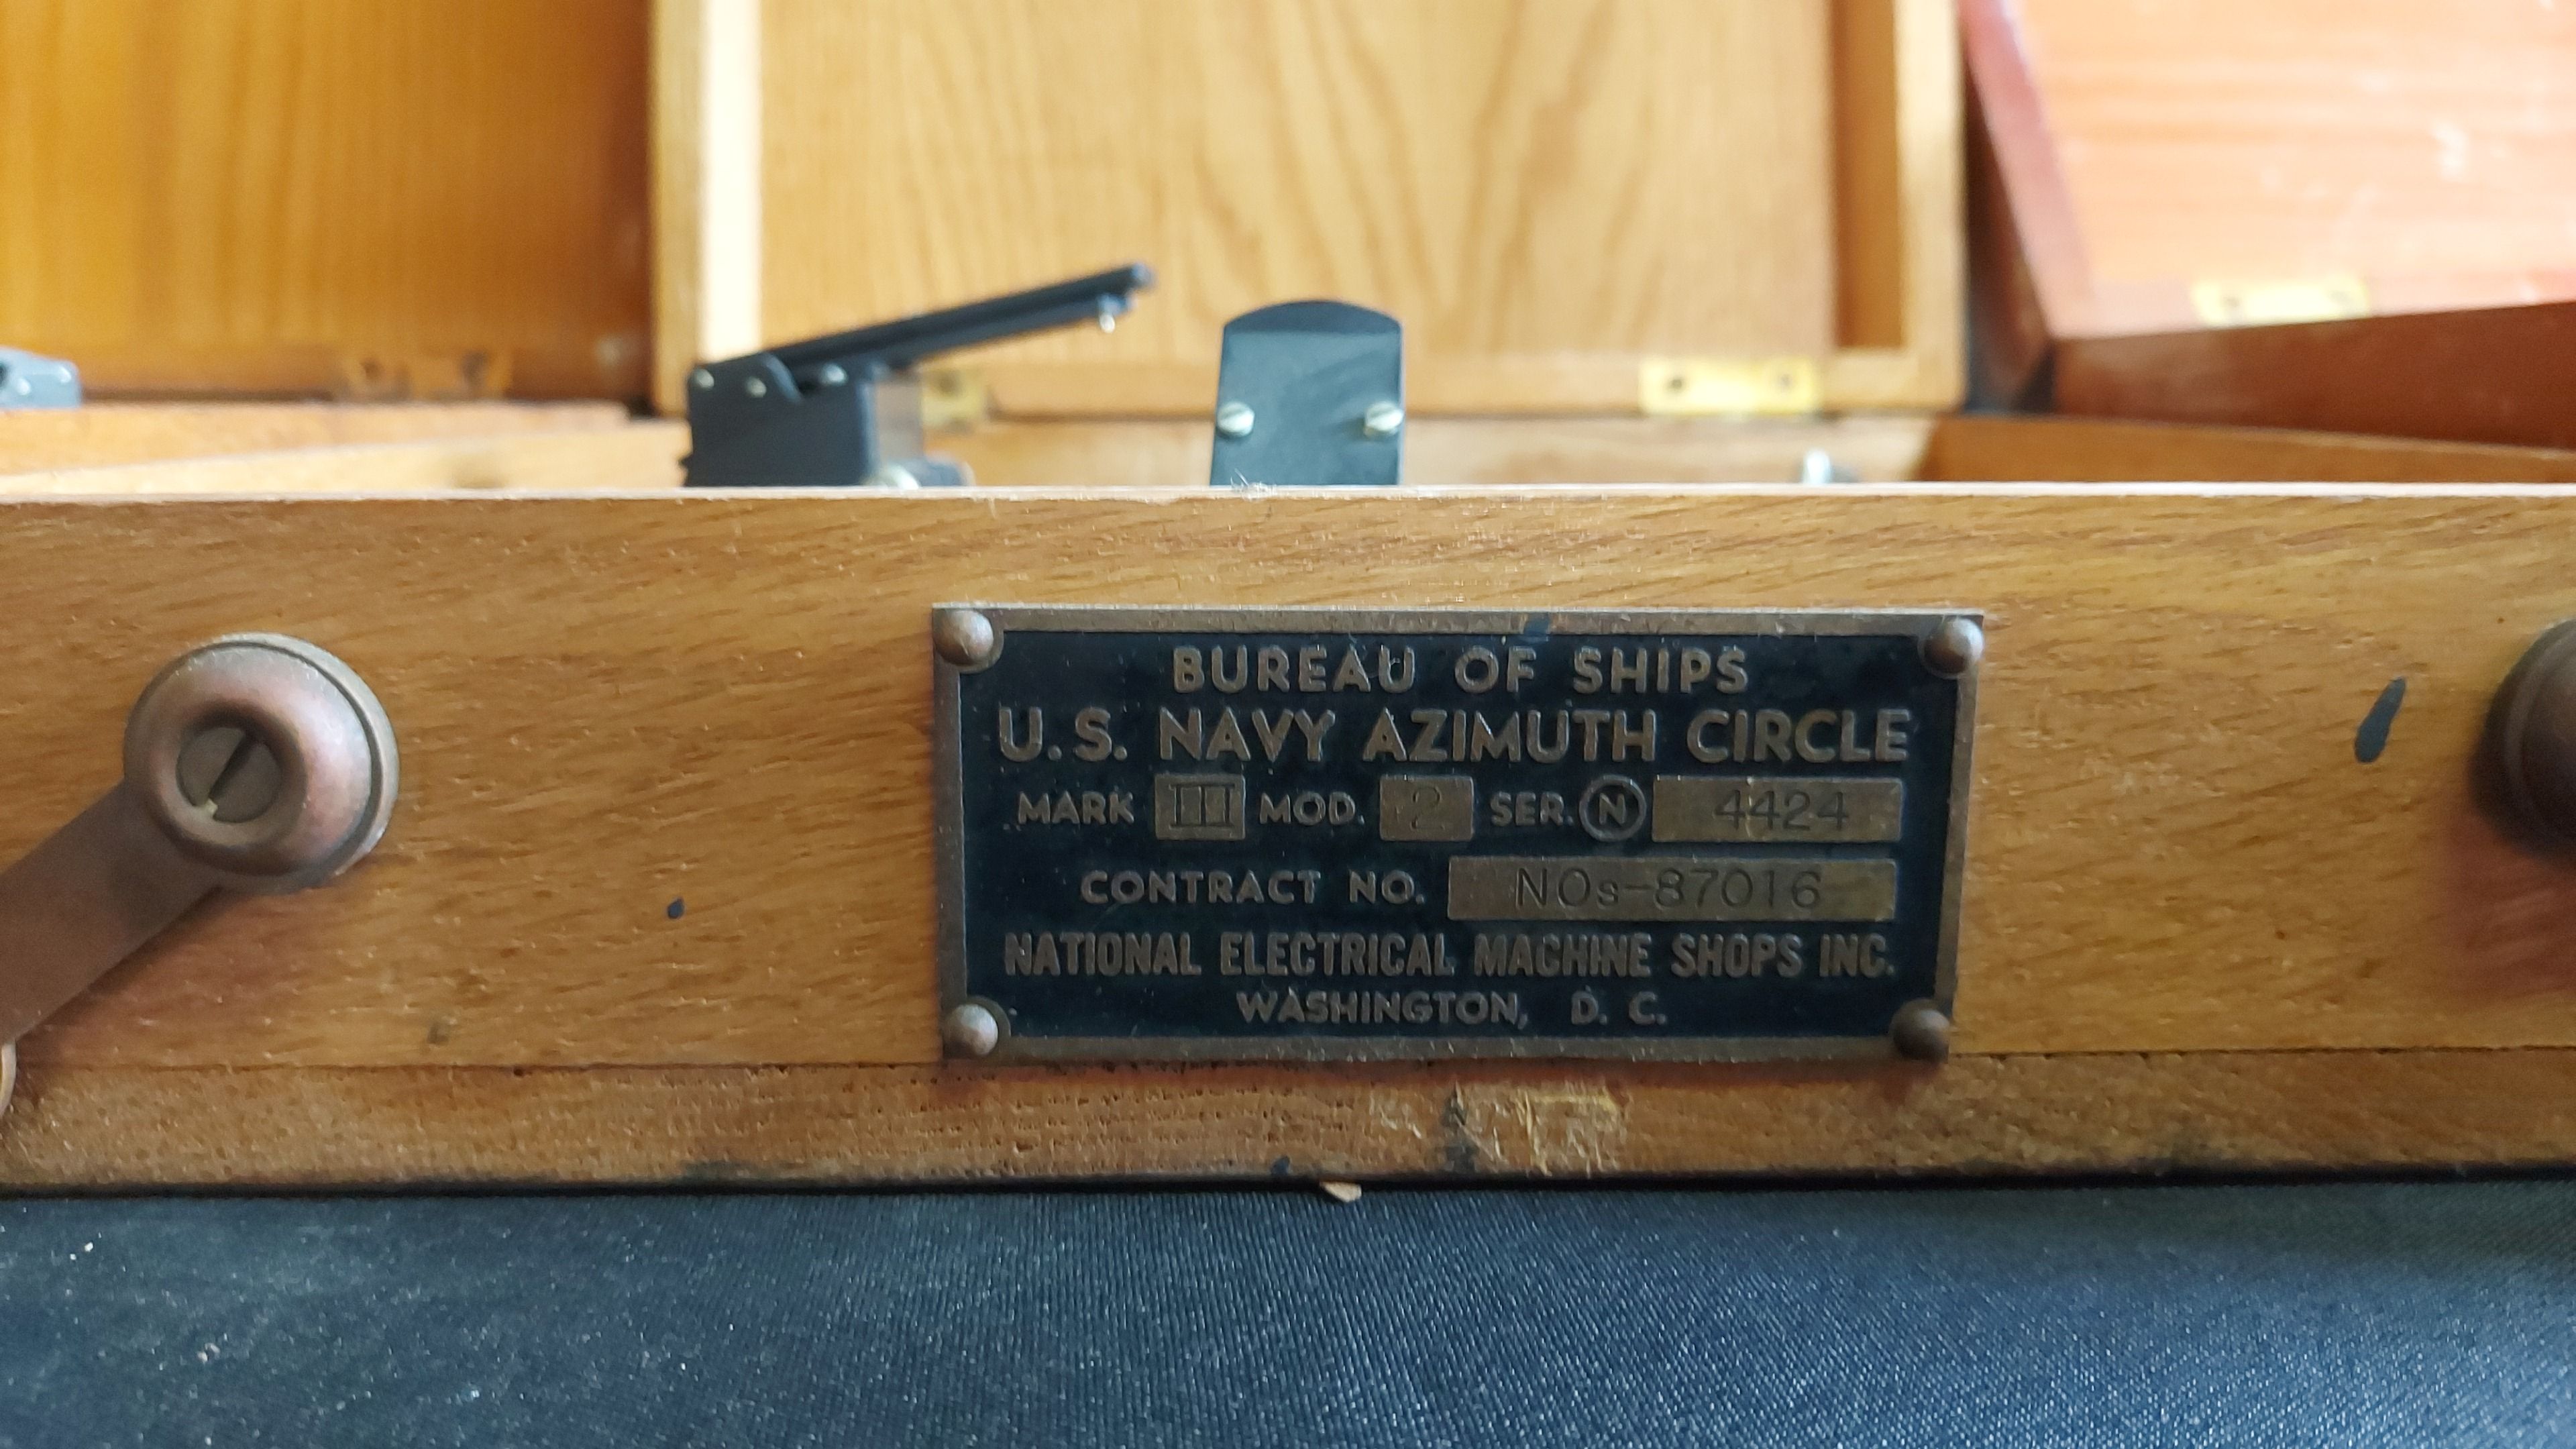 BUREAU OF SHIPS
U.S. NAVY AZIMUTH CIRCLE
MARK III MOD. 2 SER. N 4424
CONTRACT NO. NOs-87016
NATIONAL ELECTRICAL MACHINE SHOPS INC.
WASHINGTON, D. C.